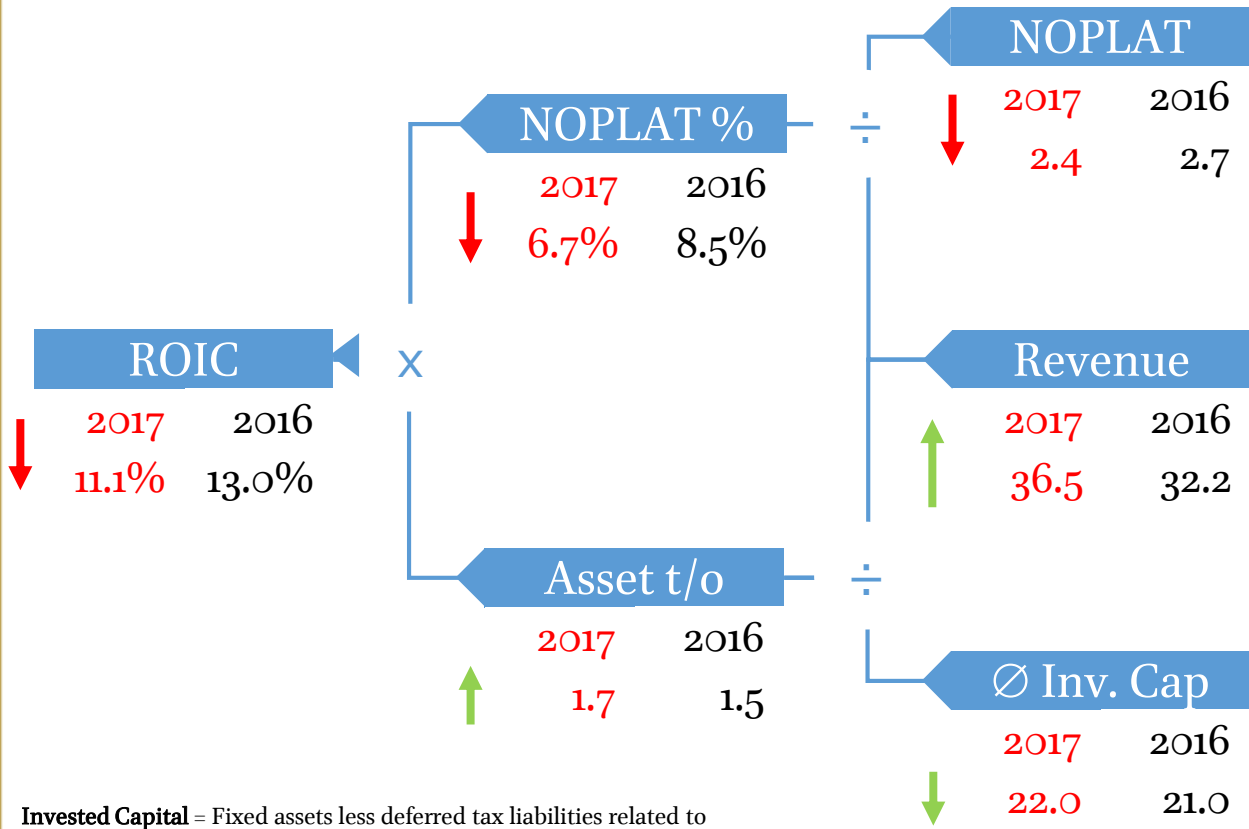 NOPLAT
2017 2016
2.4 2.7
NOPLAT %
÷
2017 2016
6.7% 8.5%
ROIC
x
2017 2016
11.1% 13.0%
Revenue
2017 2016
36.5 32.2
Asset t/o
÷
2017 2016
1.7 1.5
∅ Inv. Cap
2017 2016
22.0 21.0
Invested Capital = Fixed assets less deferred tax liabilities related to